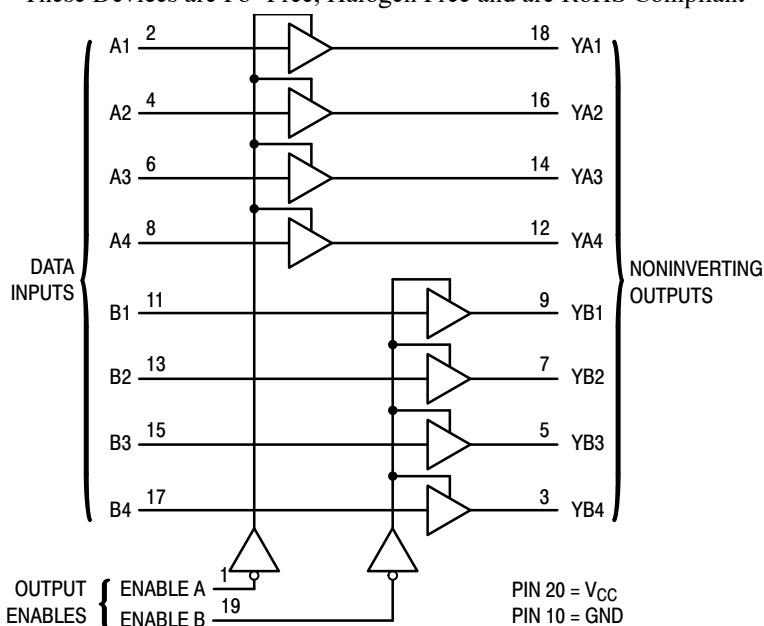 These Devices are Pb-Free, Halogen Free and are RoHS Compliant
A1 2 18 YA1
A2 4 16 YA2
A3 6 14 YA3
A4 8 12 YA4
DATA INPUTS
NONINVERTING OUTPUTS
B1 11 9 YB1
B2 13 7 YB2
B3 15 5 YB3
B4 17 3 YB4
OUTPUT ENABLES
ENABLE A 1
ENABLE B 19
PIN 20 = VCC
PIN 10 = GND